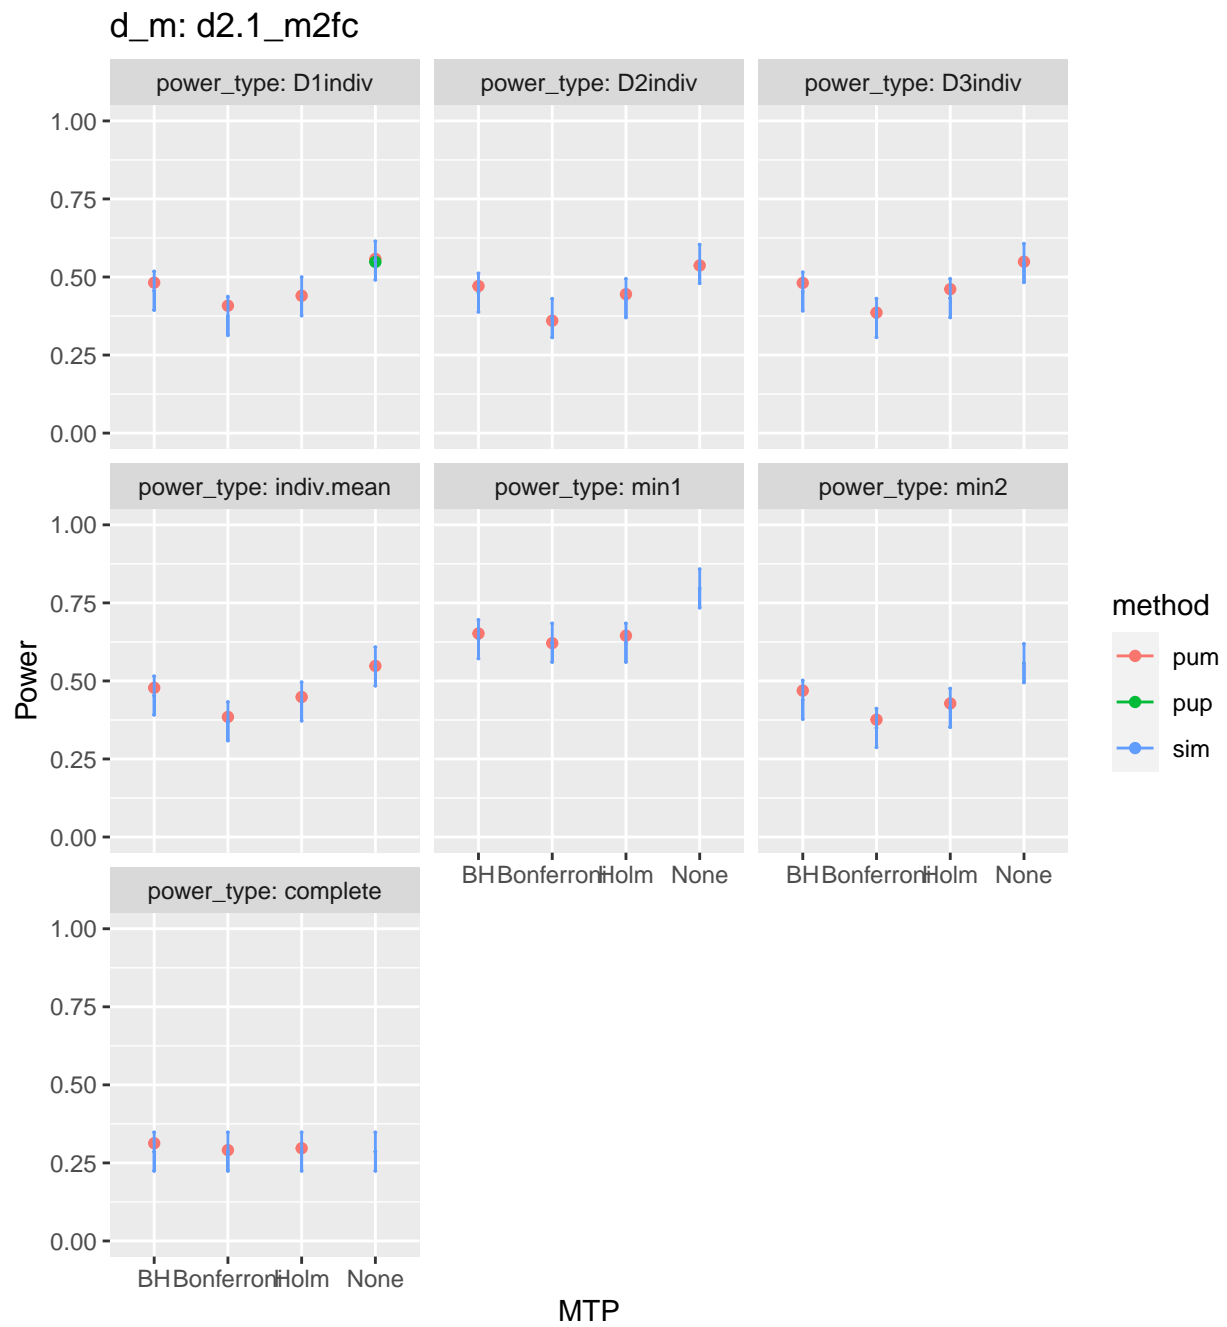 d_m: d2.1_m2fc
power_type: D1indiv
power_type: D2indiv
power_type: D3indiv
1.00
0.75
0.50
0.25
0.00
power_type: indiv.mean
power_type: min1
power_type: min2
1.00
0.75
0.50
0.25
0.00
BH Bonferroni Holm None
BH Bonferroni Holm None
power_type: complete
1.00
0.75
0.50
0.25
0.00
BH Bonferroni Holm None
Power
MTP
method
pum
pup
sim